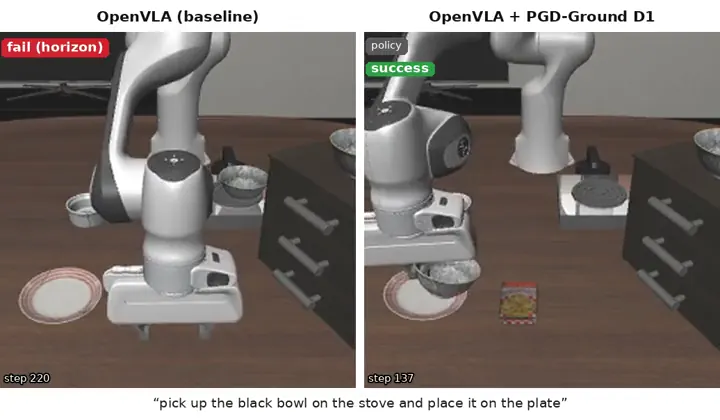 OpenVLA (baseline)
OpenVLA + PGD-Ground D1
fail (horizon)
policy
success
step 220
step 137
“pick up the black bowl on the stove and place it on the plate”